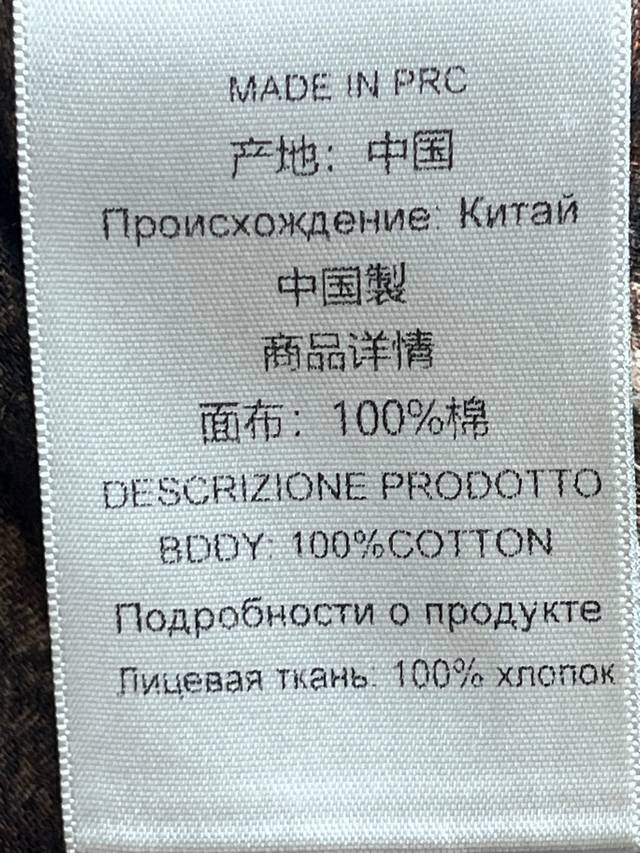 MADE IN PRC
产地：中国
Происхождение: Китай
中国製
商品详情
面布：100%棉
DESCRIZIONE PRODOTTO
BODY: 100%COTTON
Подробности о продукте
Лицевая ткань: 100% хлопок